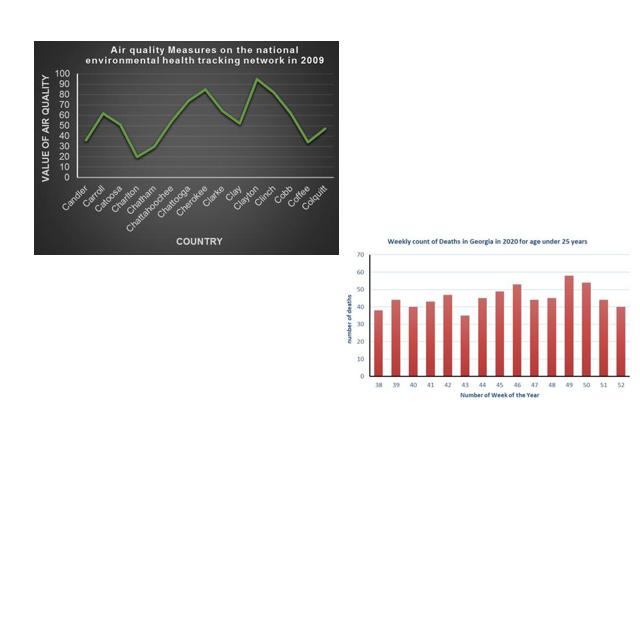 Air quality Measures on the national
environmental health tracking network in 2009
VALUE OF AIR QUALITY
100
90
80
70
60
50
40
30
20
10
0
Candler
Carroll
Catoosa
Charlton
Chatham
Chattahoochee
Chattooga
Cherokee
Clarke
Clay
Clayton
Clinch
Cobb
Coffee
Colquitt
COUNTRY
Weekly count of Deaths in Georgia in 2020 for age under 25 years
number of deaths
70
60
50
40
30
20
10
0
38 39 40 41 42 43 44 45 46 47 48 49 50 51 52
Number of Week of the Year